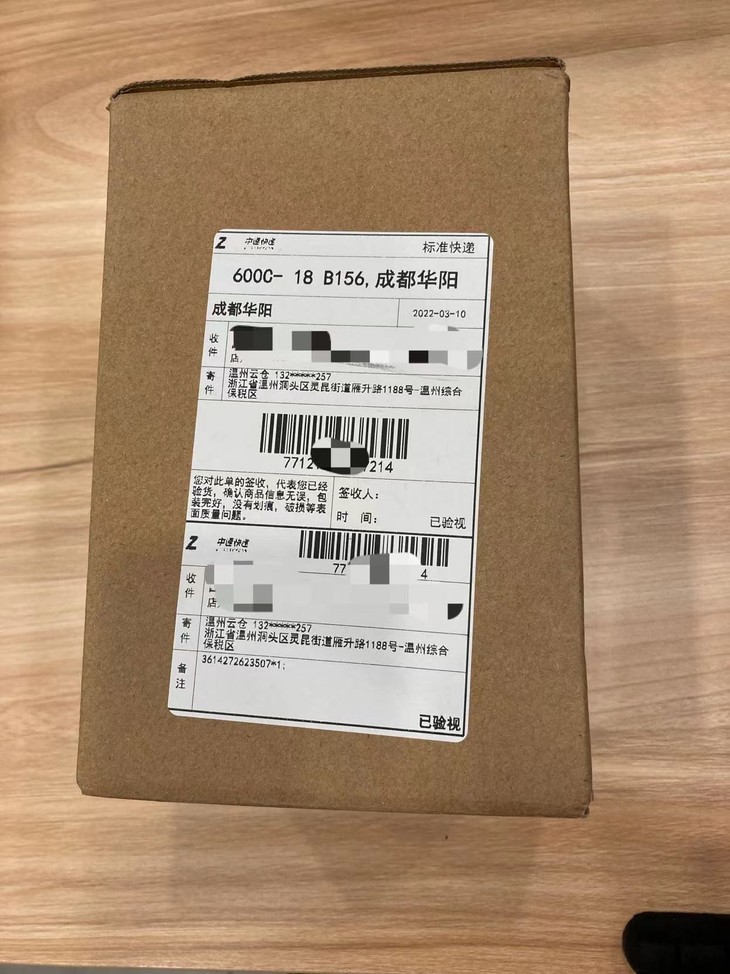 Z 中通快递 标准快递
600C- 18 B156,成都华阳
成都华阳 2022-03-10
收件
店,
寄件 温州云仓 132*****257
浙江省温州洞头区灵昆街道雁升路1188号-温州综合
保税区
7712 214
您对此单的签收,代表您已经
验货,确认商品信息无误,包
装完好,没有划痕,破损等表
面质量问题。
签收人:
时 间: 已验视
Z 中通快递
77 4
收件
店
寄件 温州云仓 132*****257
浙江省温州洞头区灵昆街道雁升路1188号-温州综合
保税区
备注 3614272623507*1;
已验视